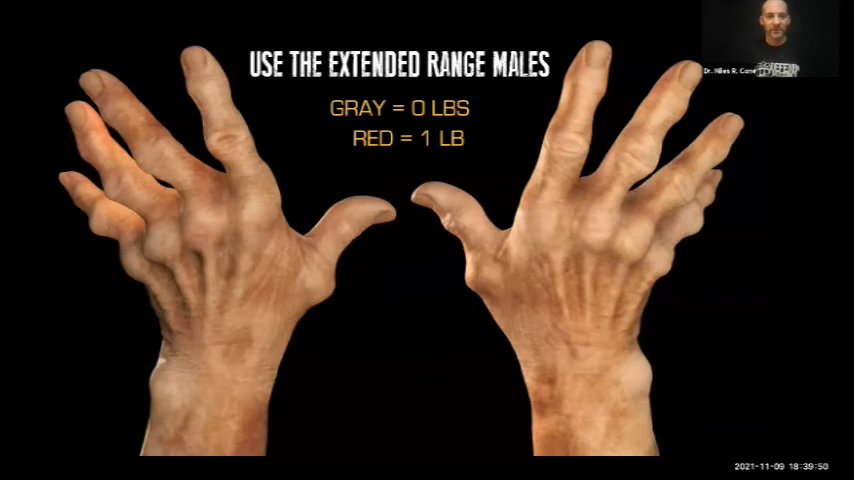 USE THE EXTENDED RANGE MALES
GRAY = 0 LBS
RED = 1 LB
2021-11-09 18:39:50